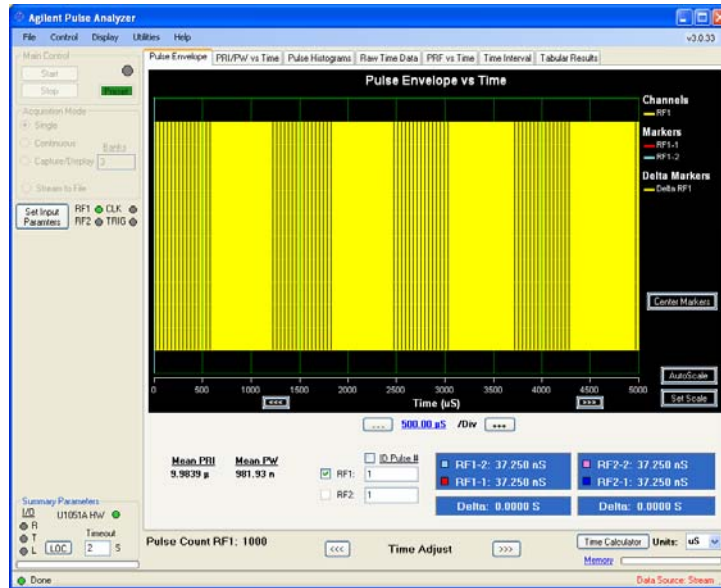 Agilent Pulse Analyzer
File Control Display Utilities Help v3.0.33
Main Control
Start
Stop Preset
Acquisition Mode
Single
Continuous Banks
Capture/Display 3
Stream to File
Set Input Paramters RF1 CLK
RF2 TRIG
Pulse Envelope PRI/PW vs Time Pulse Histograms Raw Time Data PRF vs Time Time Interval Tabular Results
Pulse Envelope vs Time
Channels
RF1
Markers
RF1-1
RF1-2
Delta Markers
Delta RF1
Center Markers
AutoScale
Set Scale
0 500 1000 1500 2000 2500 3000 3500 4000 4500 5000
<<< Time (uS) >>>
... 500.00 µS /Div ...
Mean PRI Mean PW
9.9839 µ 981.93 n
ID Pulse #
RF1: 1
RF2: 1
RF1-2: 37.250 nS
RF1-1: 37.250 nS
Delta: 0.0000 S
RF2-2: 37.250 nS
RF2-1: 37.250 nS
Delta: 0.0000 S
Summary Parameters
I/O U1051A HW
R
T Timeout
L LOC 2 S
Pulse Count RF1: 1000 <<< Time Adjust >>> Time Calculator Units: uS
Memory
Done Data Source: Stream